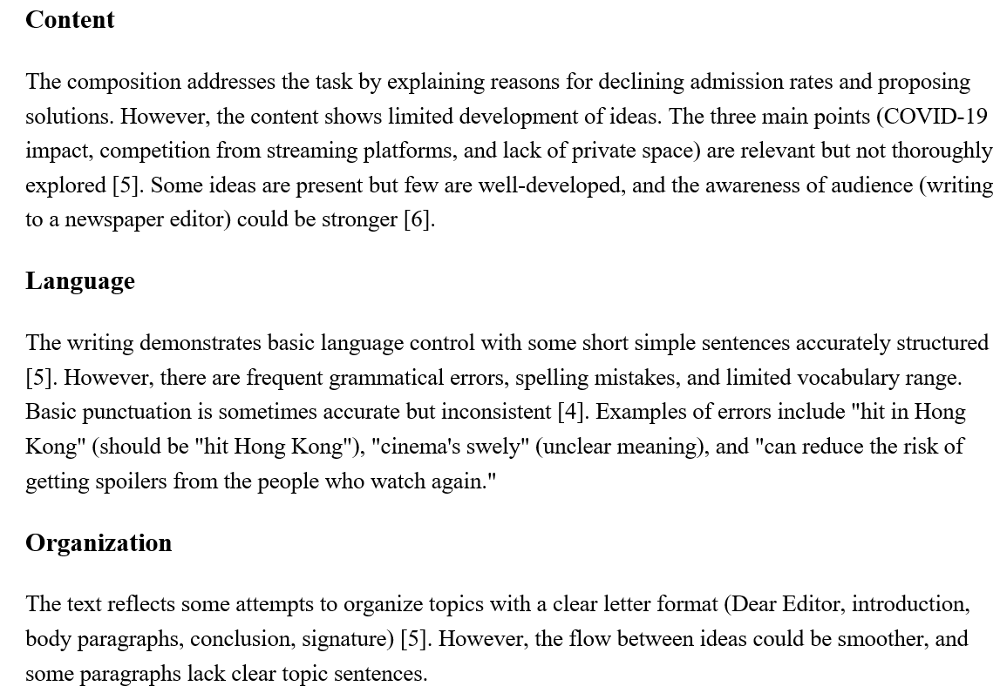 Content
The composition addresses the task by explaining reasons for declining admission rates and proposing
solutions. However, the content shows limited development of ideas. The three main points (COVID-19
impact, competition from streaming platforms, and lack of private space) are relevant but not thoroughly
explored [5]. Some ideas are present but few are well-developed, and the awareness of audience (writing
to a newspaper editor) could be stronger [6].
Language
The writing demonstrates basic language control with some short simple sentences accurately structured
[5]. However, there are frequent grammatical errors, spelling mistakes, and limited vocabulary range.
Basic punctuation is sometimes accurate but inconsistent [4]. Examples of errors include "hit in Hong
Kong" (should be "hit Hong Kong"), "cinema's swely" (unclear meaning), and "can reduce the risk of
getting spoilers from the people who watch again."
Organization
The text reflects some attempts to organize topics with a clear letter format (Dear Editor, introduction,
body paragraphs, conclusion, signature) [5]. However, the flow between ideas could be smoother, and
some paragraphs lack clear topic sentences.